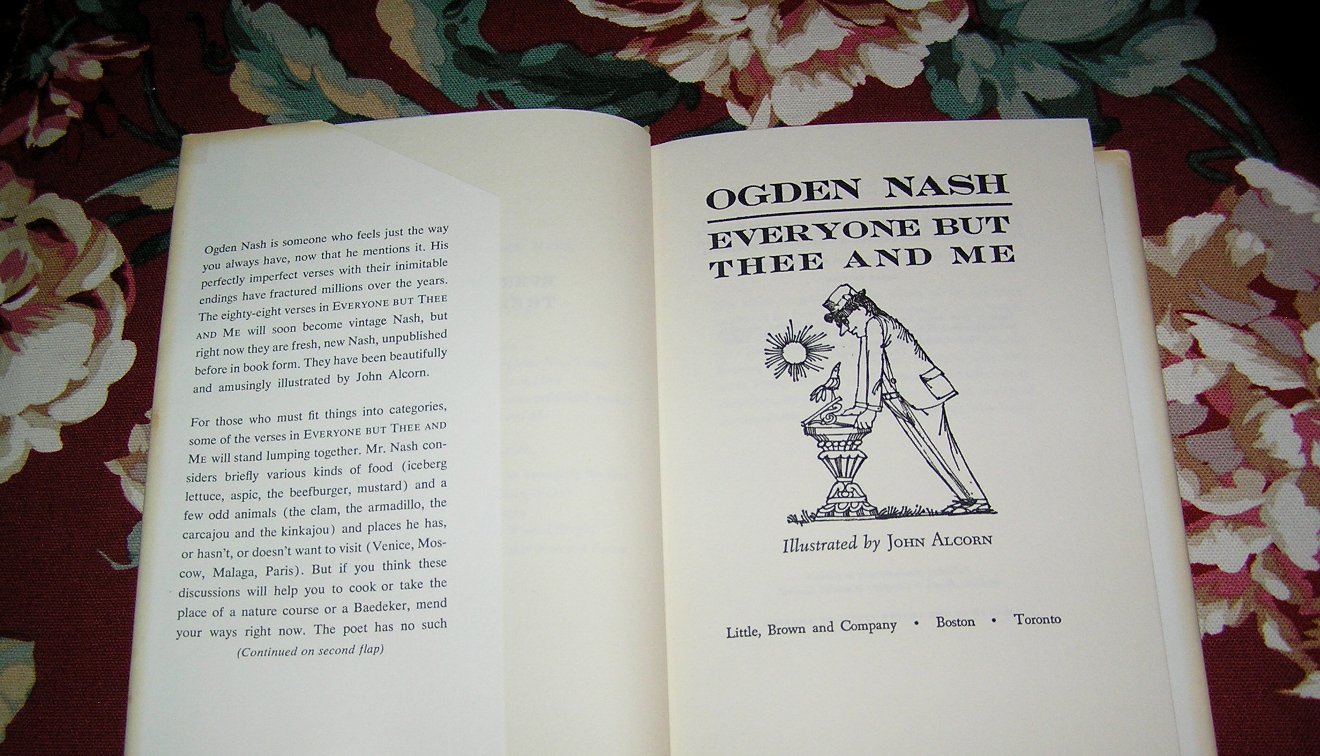 Ogden Nash is someone who feels just the way
you always have, now that he mentions it. His
perfectly imperfect verses with their inimitable
endings have fractured millions over the years.
The eighty-eight verses in EVERYONE BUT THEE
AND ME will soon become vintage Nash, but
right now they are fresh, new Nash, unpublished
before in book form. They have been beautifully
and amusingly illustrated by John Alcorn.
For those who must fit things into categories,
some of the verses in EVERYONE BUT THEE AND
ME will stand lumping together. Mr. Nash con-
siders briefly various kinds of food (iceberg
lettuce, aspic, the beefburger, mustard) and a
few odd animals (the clam, the armadillo, the
carcajou and the kinkajou) and places he has,
or hasn't, or doesn't want to visit (Venice, Mos-
cow, Malaga, Paris). But if you think these
discussions will help you to cook or take the
place of a nature course or a Baedeker, mend
your ways right now. The poet has no such
(Continued on second flap)
OGDEN NASH
EVERYONE BUT
THEE AND ME
Illustrated by JOHN ALCORN
Little, Brown and Company • Boston • Toronto